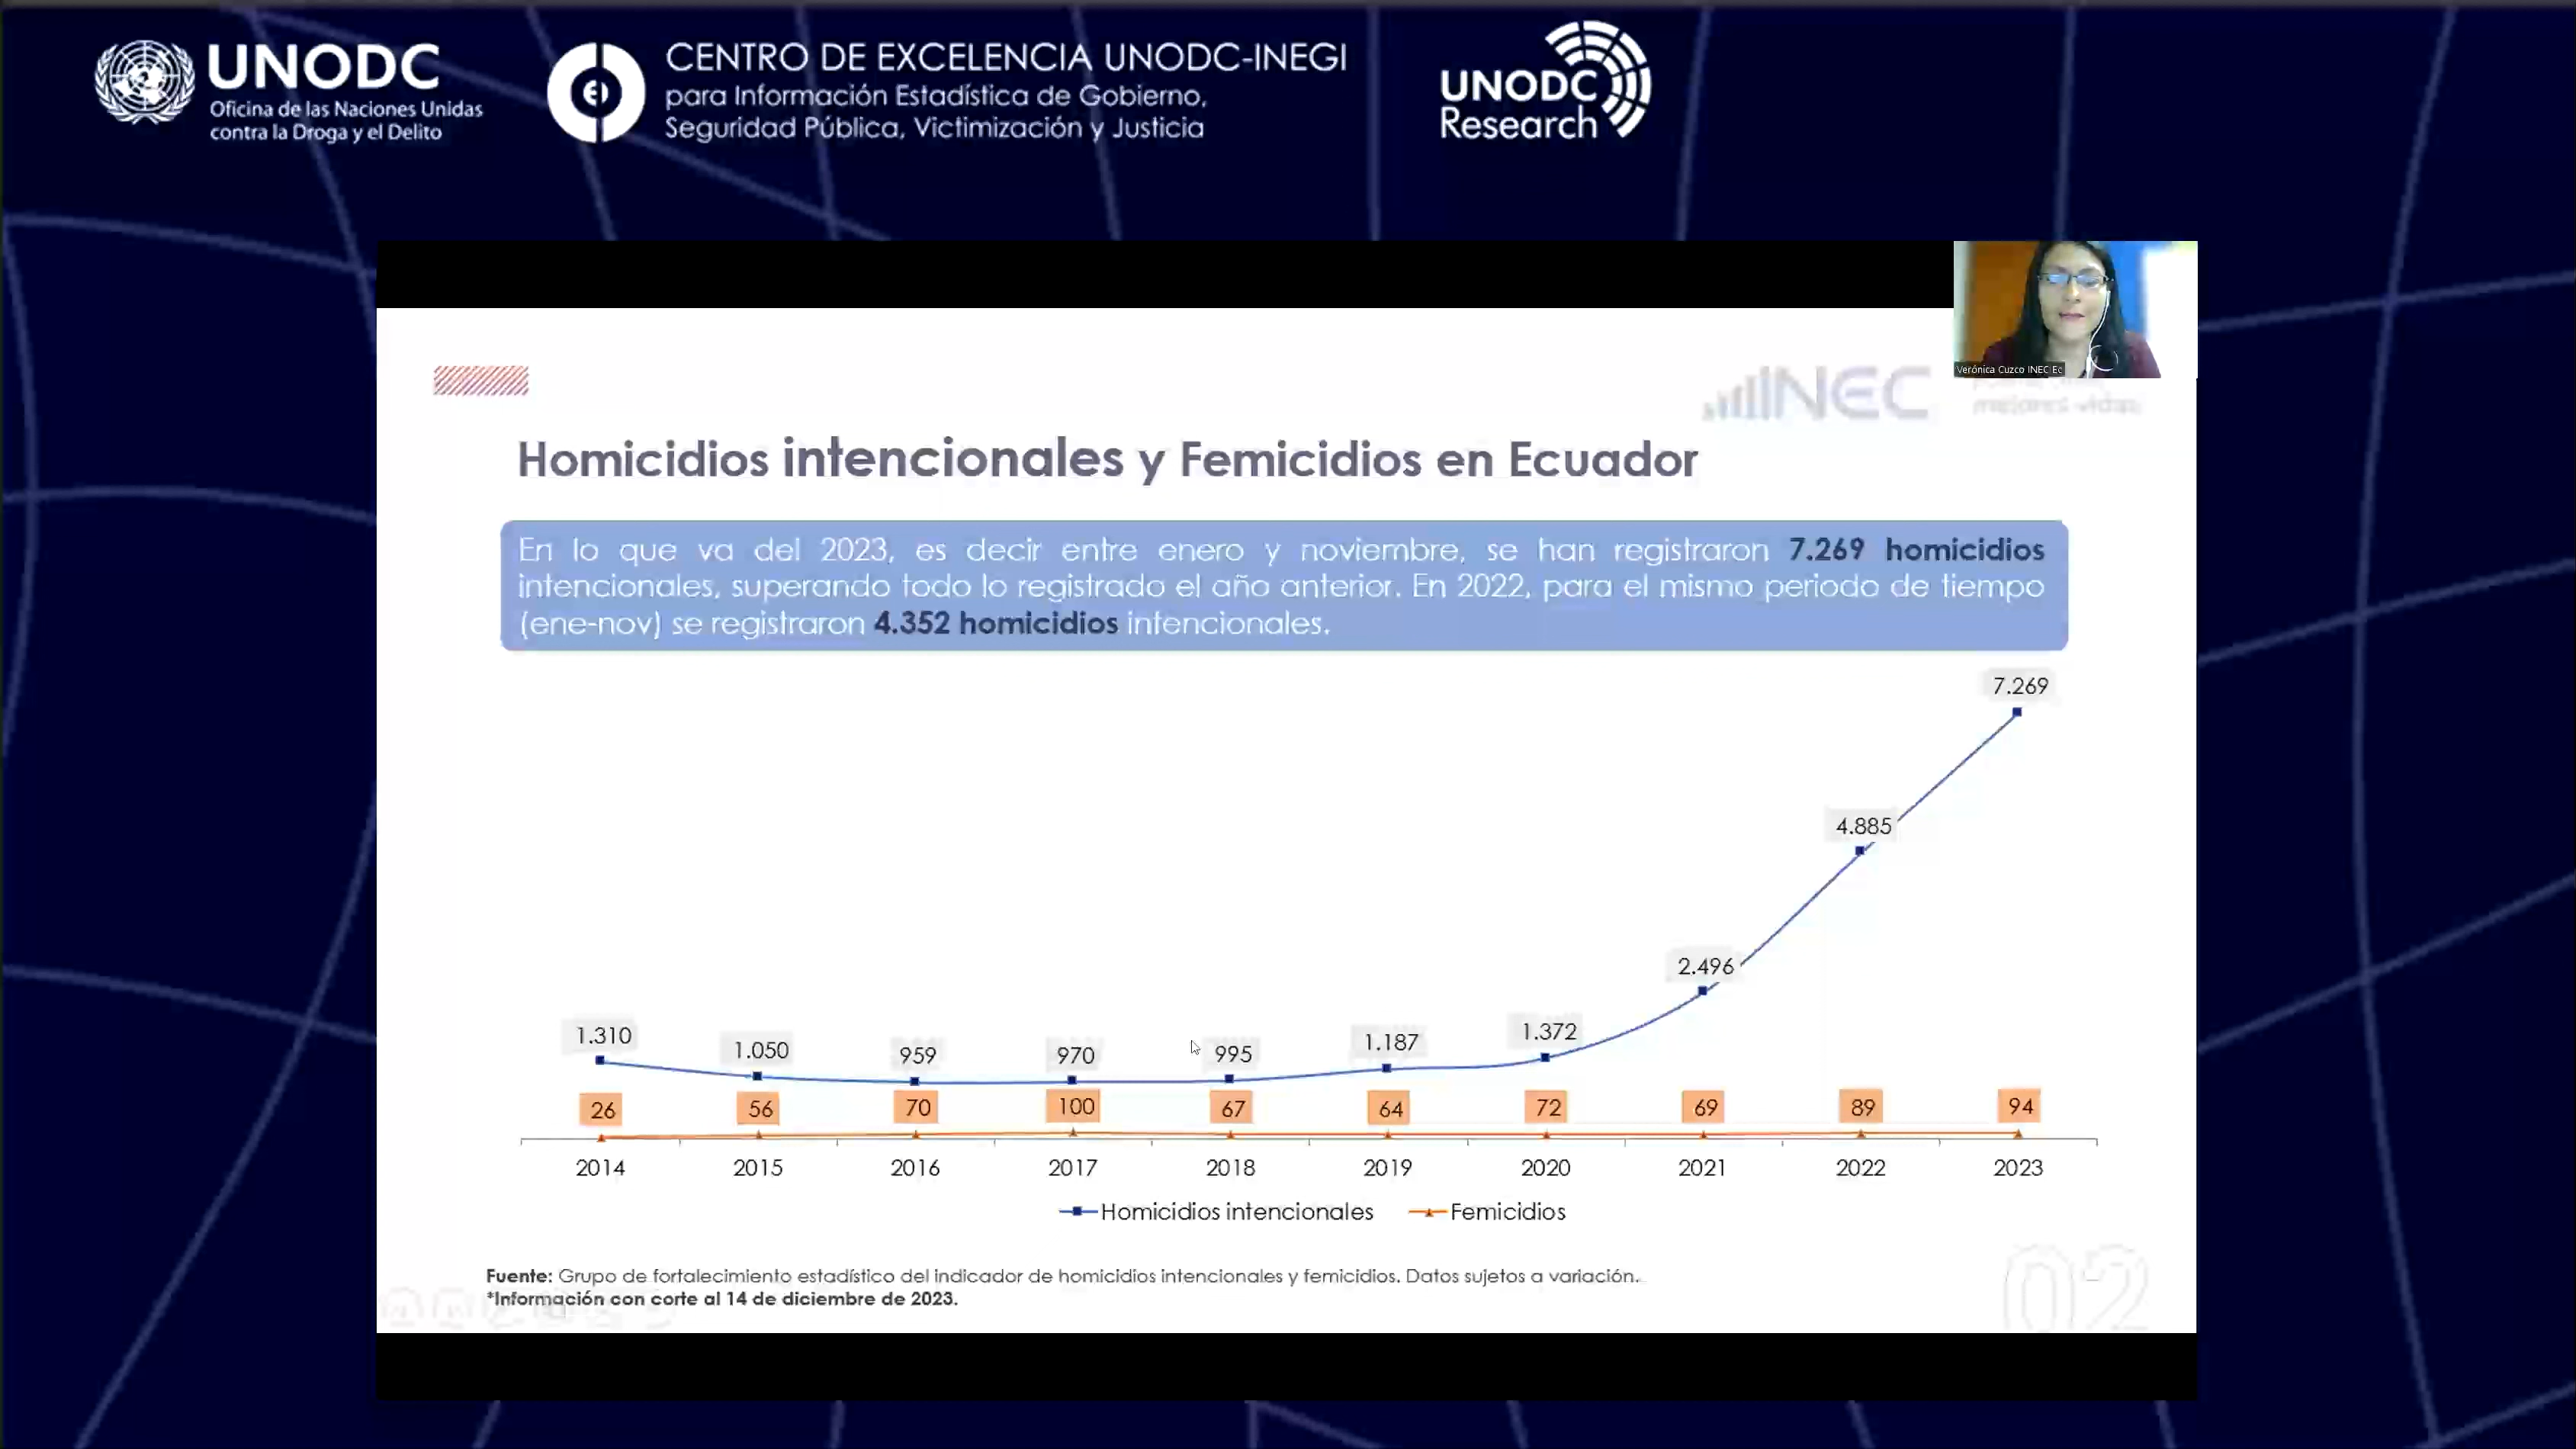 UNODC
Oficina de las Naciones Unidas
contra la Droga y el Delito
CENTRO DE EXCELENCIA UNODC-INEGI
para Información Estadística de Gobierno,
Seguridad Pública, Victimización y Justicia
UNODC
Research
Verónica Cuzco INEC Ec
INEC
mejores vidas
Homicidios intencionales y Femicidios en Ecuador
En lo que va del 2023, es decir entre enero y noviembre, se han registraron 7.269 homicidios
intencionales, superando todo lo registrado el año anterior. En 2022, para el mismo periodo de tiempo
(ene-nov) se registraron 4.352 homicidios intencionales.
7.269
4.885
2.496
1.310 1.050 959 970 995 1.187 1.372
26 56 70 100 67 64 72 69 89 94
2014 2015 2016 2017 2018 2019 2020 2021 2022 2023
Homicidios intencionales Femicidios
Fuente: Grupo de fortalecimiento estadístico del indicador de homicidios intencionales y femicidios. Datos sujetos a variación.
*Información con corte al 14 de diciembre de 2023.
02